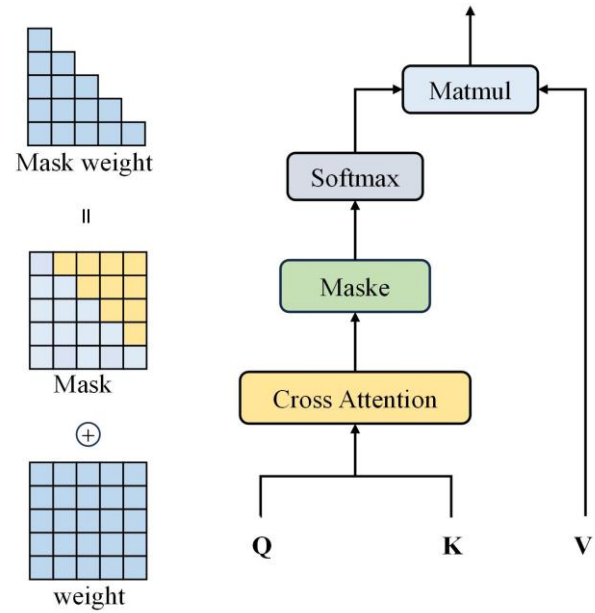 Mask weight
=
Mask
+
weight
Matmul
Softmax
Maske
Cross Attention
Q
K
V